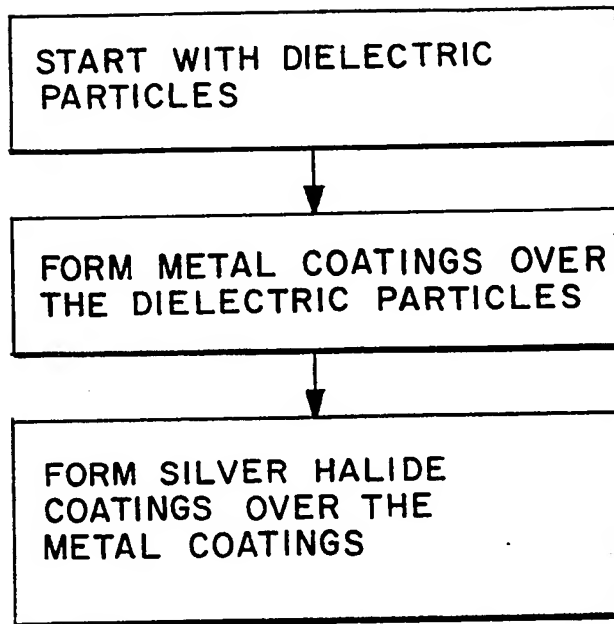 START WITH DIELECTRIC
PARTICLES
FORM METAL COATINGS OVER
THE DIELECTRIC PARTICLES
FORM SILVER HALIDE
COATINGS OVER THE
METAL COATINGS